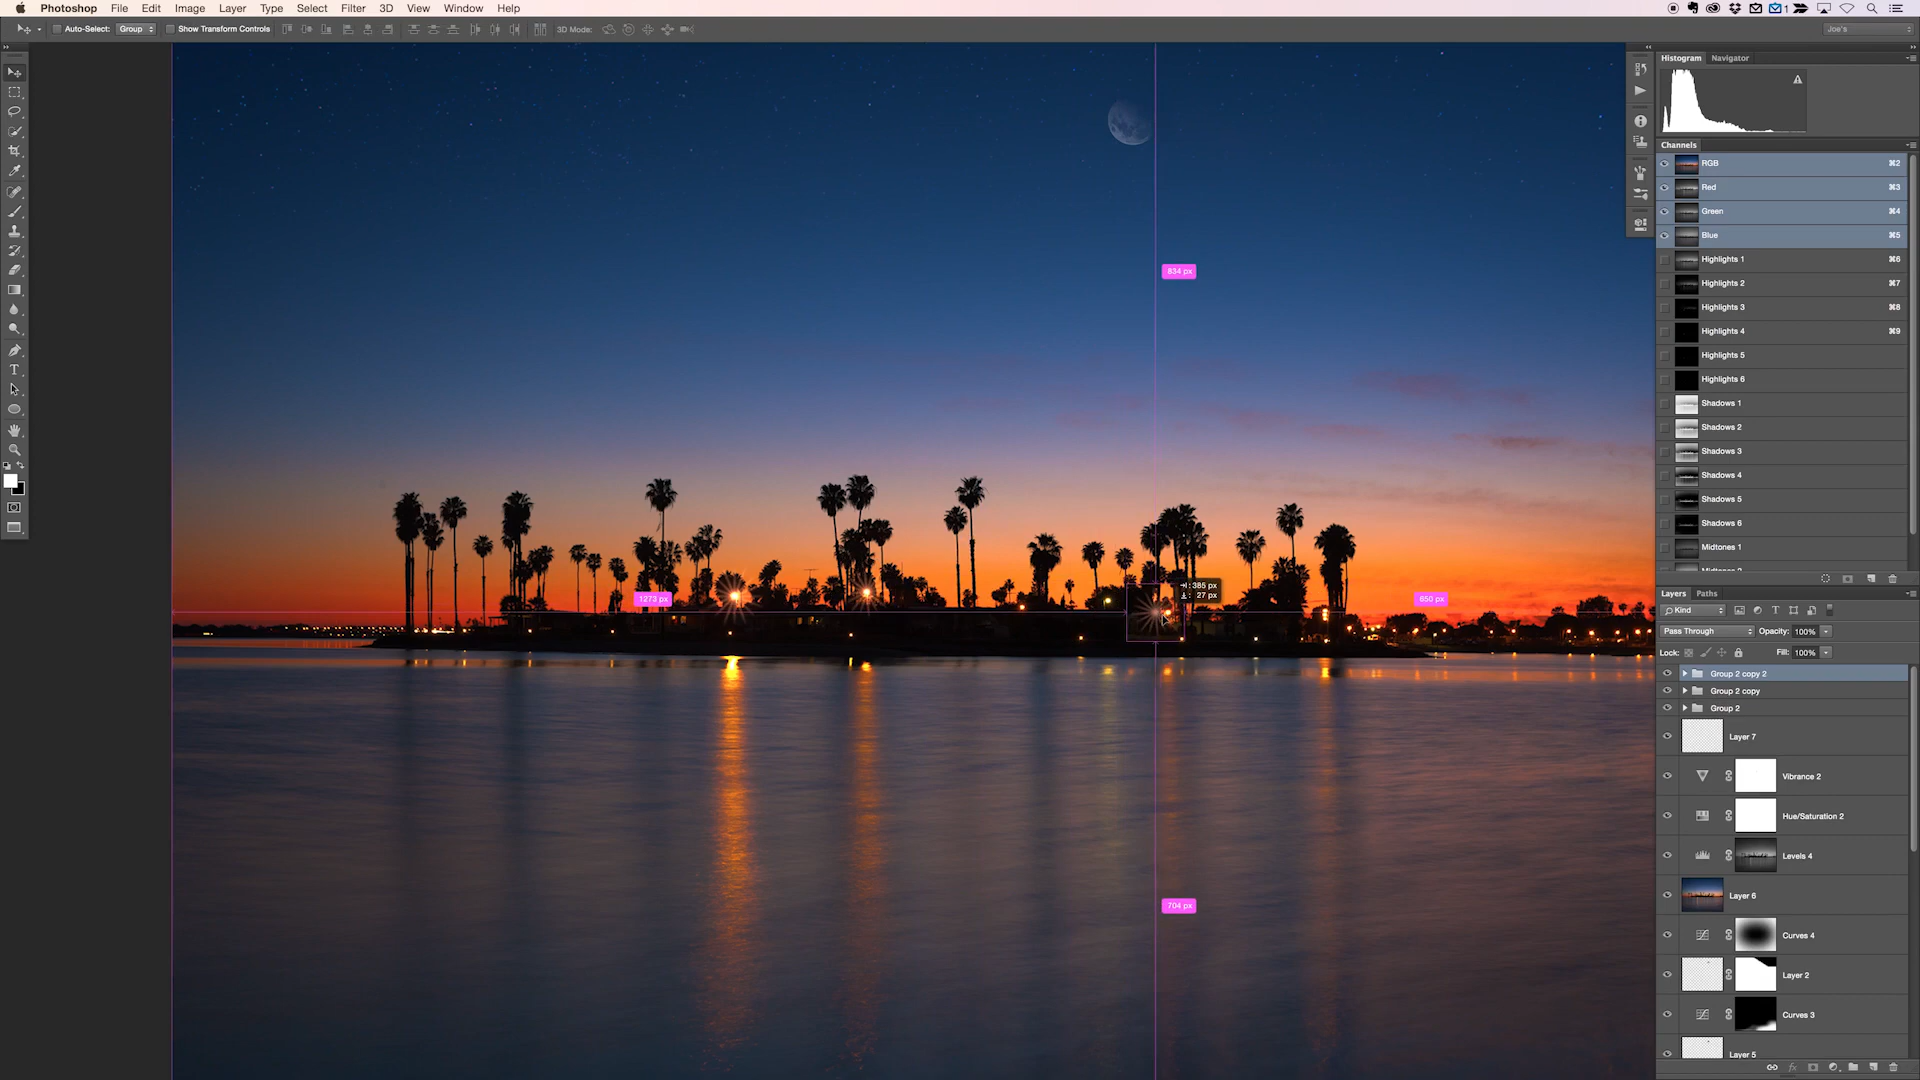 Photoshop File Edit Image Layer Type Select Filter 3D View Window Help
1
Auto-Select: Group Show Transform Controls 3D Mode: Joe's
Histogram Navigator
Channels
RGB ⌘2
Red ⌘3
Green ⌘4
Blue ⌘5
Highlights 1 ⌘6
Highlights 2 ⌘7
Highlights 3 ⌘8
Highlights 4 ⌘9
Highlights 5
Highlights 6
Shadows 1
Shadows 2
Shadows 3
Shadows 4
Shadows 5
Shadows 6
Midtones 1
Midtones 2
834 px
1273 px
: 385 px
: 27 px
650 px
704 px
Layers Paths
Kind
Pass Through Opacity: 100%
Lock: Fill: 100%
Group 2 copy 2
Group 2 copy
Group 2
Layer 7
Vibrance 2
Hue/Saturation 2
Levels 4
Layer 6
Curves 4
Layer 2
Curves 3
Layer 5